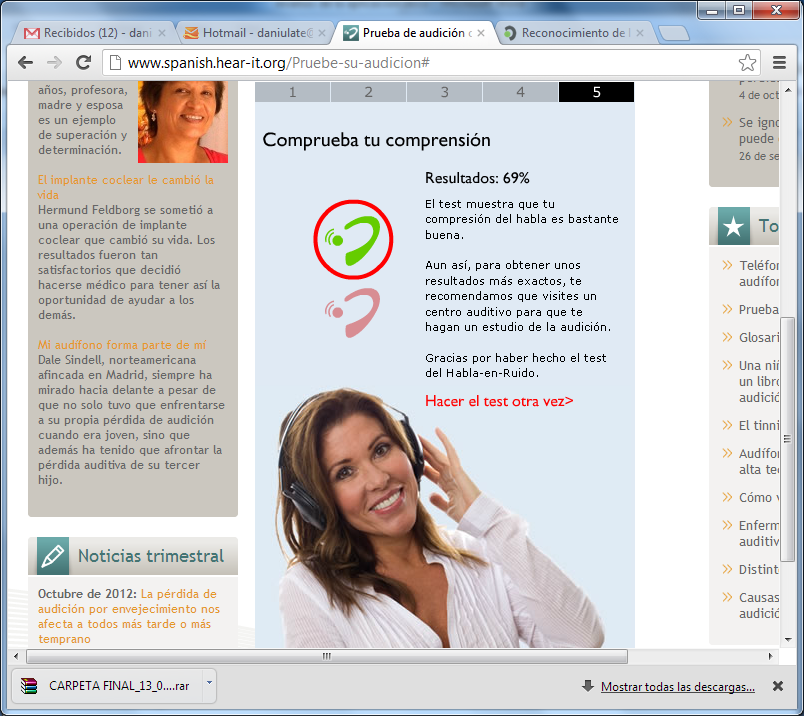 Recibidos (12) - dani
Hotmail - daniulate@
Prueba de audición
Reconocimiento de
www.spanish.hear-it.org/Pruebe-su-audicion#
años, profesora,
madre y esposa
es un ejemplo
de superación y
determinación.
El implante coclear le cambió la
vida
Hermund Feldborg se sometió a
una operación de implante
coclear que cambió su vida. Los
resultados fueron tan
satisfactorios que decidió
hacerse médico para tener así la
oportunidad de ayudar a los
demás.
Mi audífono forma parte de mí
Dale Sindell, norteamericana
afincada en Madrid, siempre ha
mirado hacia delante a pesar de
que no solo tuvo que enfrentarse
a su propia pérdida de audición
cuando era joven, sino que
además ha tenido que afrontar la
pérdida auditiva de su tercer
hijo.
Noticias trimestral
Octubre de 2012: La pérdida de
audición por envejecimiento nos
afecta a todos más tarde o más
temprano
1 2 3 4 5
Comprueba tu comprensión
Resultados: 69%
El test muestra que tu
compresión del habla es bastante
buena.
Aun así, para obtener unos
resultados más exactos, te
recomendamos que visites un
centro auditivo para que te
hagan un estudio de la audición.
Gracias por haber hecho el test
del Habla-en-Ruido.
Hacer el test otra vez>
4 de oct
Se igno
puede
26 de se
To
Teléfon
audífon
Prueba
Glosari
Una niñ
un libro
audició
El tinni
Audífon
alta tec
Cómo v
Enferm
auditiv
Distint
Causas
audició
CARPETA FINAL_13_0....rar
Mostrar todas las descargas...